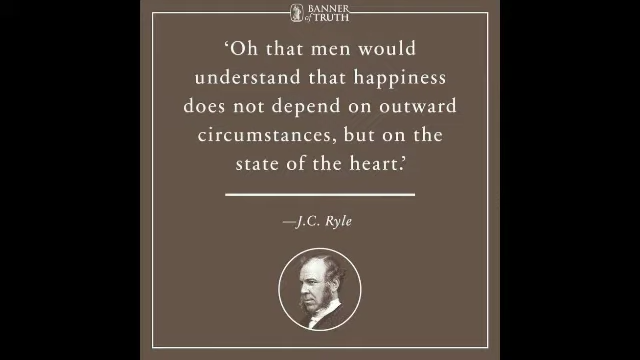 BANNER
of TRUTH
‘Oh that men would
understand that happiness
does not depend on outward
circumstances, but on the
state of the heart.’
—J.C. Ryle